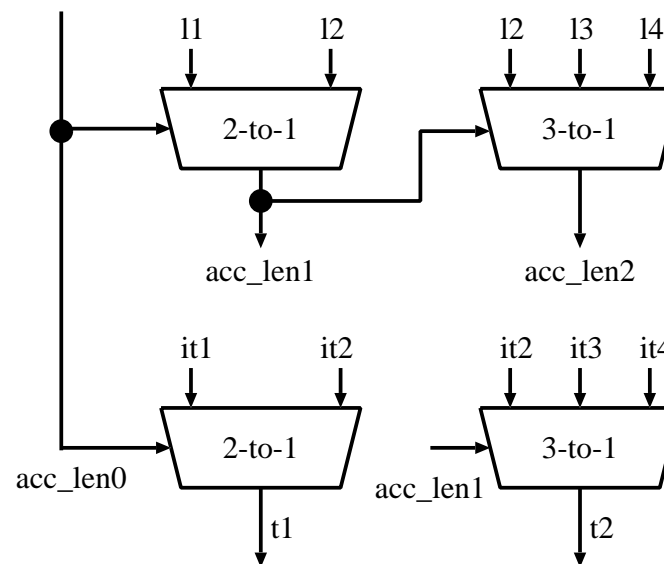 l1 l2 l2 l3 l4
2-to-1 3-to-1
acc_len1 acc_len2
it1 it2 it2 it3 it4
2-to-1 3-to-1
acc_len0 acc_len1
t1 t2